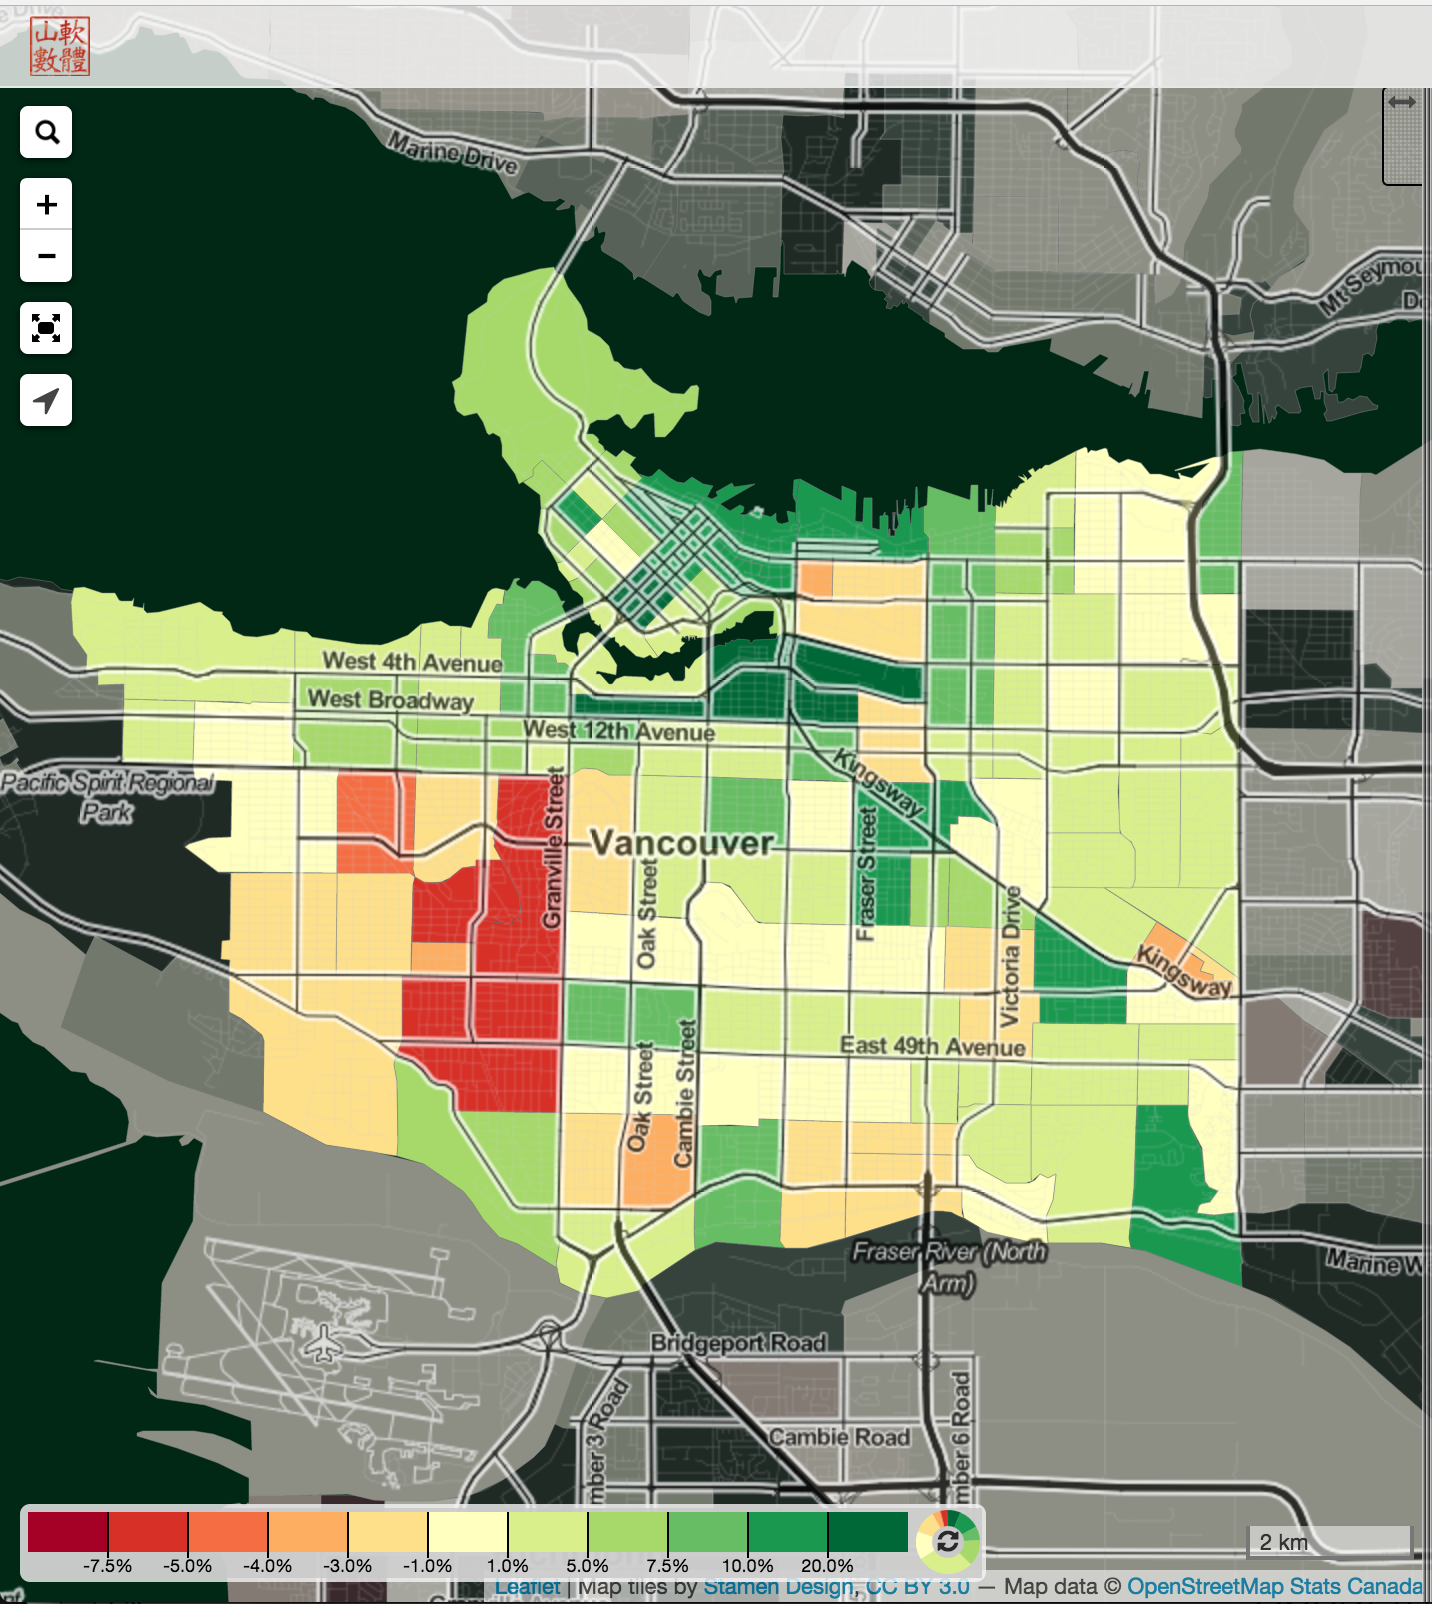 山軟
數體
Marine Drive
Mt Seymou
Do
West 4th Avenue
West Broadway
West 12th Avenue
Pacific Spirit Regional
Park
Kingsway
Vancouver
Granville Street
Oak Street
Fraser Street
Victoria Drive
Kingsway
East 49th Avenue
Oak Street
Cambie Street
Fraser River (North
Arm)
Marine W
Bridgeport Road
mber 3 Road
Cambie Road
mber 6 Road
-7.5% -5.0% -4.0% -3.0% -1.0% 1.0% 5.0% 7.5% 10.0% 20.0%
2 km
Leaflet | Map tiles by Stamen Design, CC BY 3.0 — Map data © OpenStreetMap Stats Canada